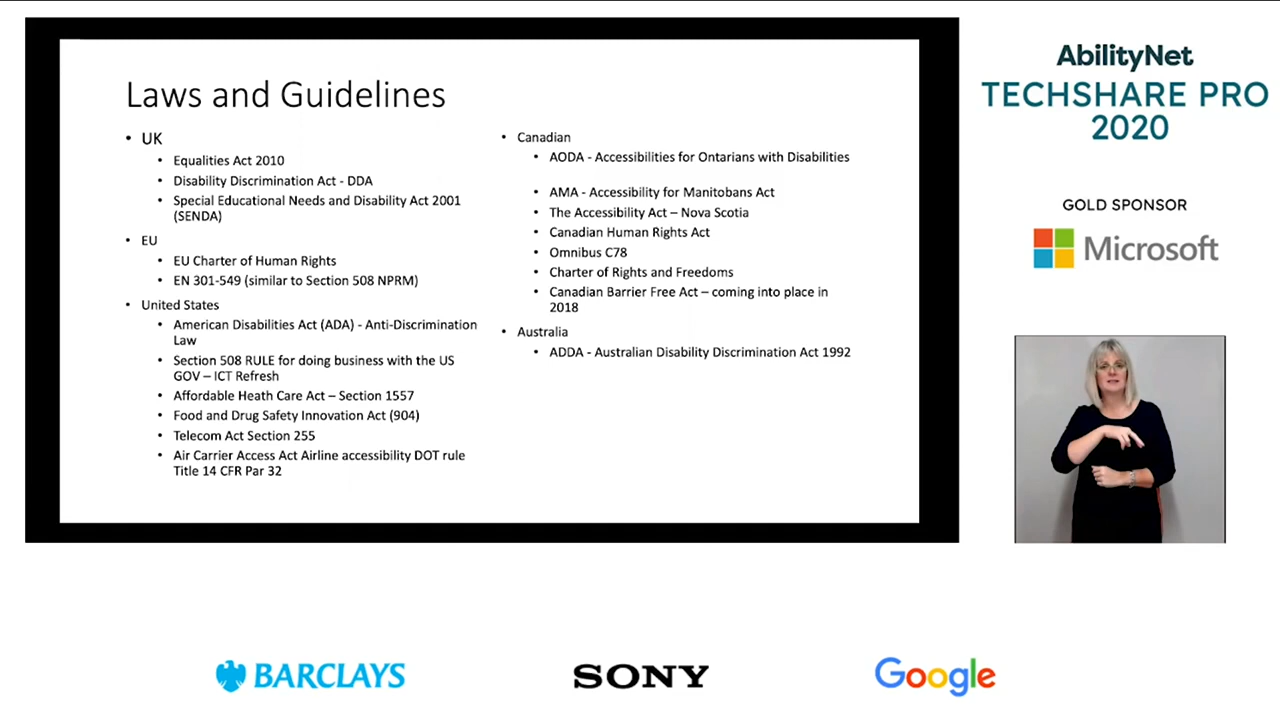 Laws and Guidelines
• UK
• Equalities Act 2010
• Disability Discrimination Act - DDA
• Special Educational Needs and Disability Act 2001
(SENDA)
• EU
• EU Charter of Human Rights
• EN 301-549 (similar to Section 508 NPRM)
• United States
• American Disabilities Act (ADA) - Anti-Discrimination
Law
• Section 508 RULE for doing business with the US
GOV – ICT Refresh
• Affordable Heath Care Act – Section 1557
• Food and Drug Safety Innovation Act (904)
• Telecom Act Section 255
• Air Carrier Access Act Airline accessibility DOT rule
Title 14 CFR Par 32
• Canadian
• AODA - Accessibilities for Ontarians with Disabilities
• AMA - Accessibility for Manitobans Act
• The Accessibility Act – Nova Scotia
• Canadian Human Rights Act
• Omnibus C78
• Charter of Rights and Freedoms
• Canadian Barrier Free Act – coming into place in
2018
• Australia
• ADDA - Australian Disability Discrimination Act 1992
AbilityNet
TECHSHARE PRO
2020
GOLD SPONSOR
Microsoft
BARCLAYS
SONY
Google